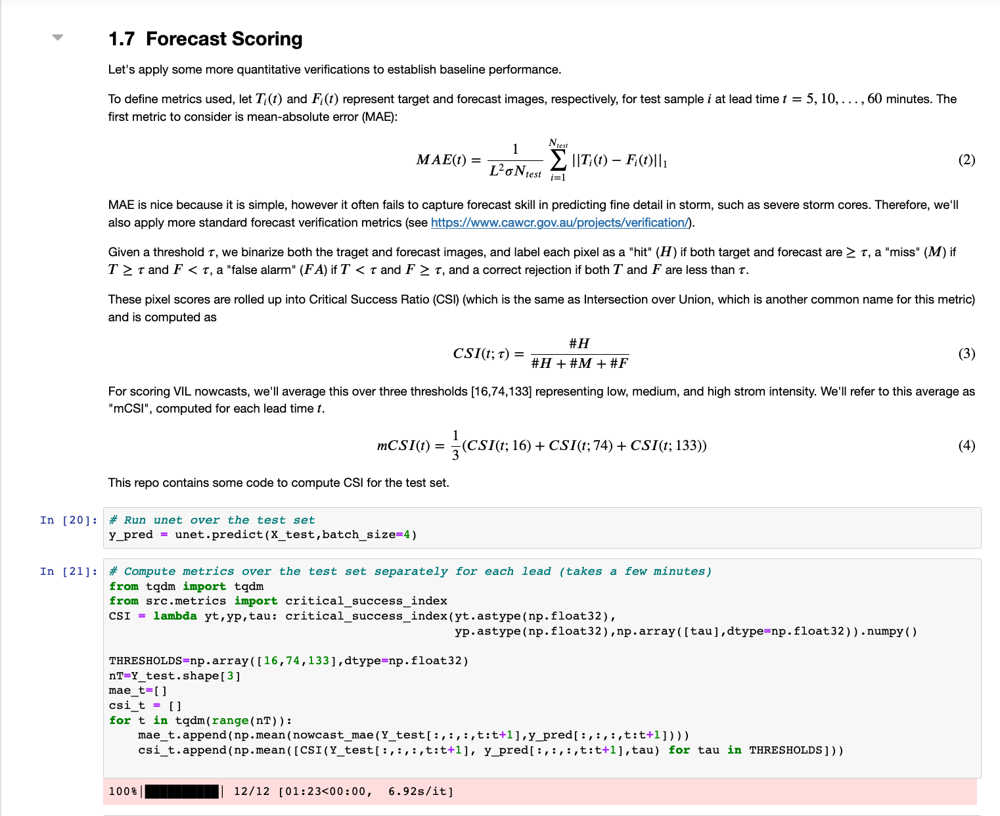 1.7 Forecast Scoring
Let's apply some more quantitative verifications to establish baseline performance.
To define metrics used, let Tᵢ(t) and Fᵢ(t) represent target and forecast images, respectively, for test sample i at lead time t = 5, 10, . . . , 60 minutes. The
first metric to consider is mean-absolute error (MAE):
MAE(t) = \frac{1}{L^2 σ N_{test}} \sum_{i=1}^{N_{test}} ||T_i(t) − F_i(t)||_1 (2)
MAE is nice because it is simple, however it often fails to capture forecast skill in predicting fine detail in storm, such as severe storm cores. Therefore, we'll
also apply more standard forecast verification metrics (see https://www.cawcr.gov.au/projects/verification/).
Given a threshold τ, we binarize both the traget and forecast images, and label each pixel as a "hit" (H) if both target and forecast are ≥ τ, a "miss" (M) if
T ≥ τ and F < τ, a "false alarm" (FA) if T < τ and F ≥ τ, and a correct rejection if both T and F are less than τ.
These pixel scores are rolled up into Critical Success Ratio (CSI) (which is the same as Intersection over Union, which is another common name for this metric)
and is computed as
CSI(t; τ) = \frac{#H}{#H + #M + #F} (3)
For scoring VIL nowcasts, we'll average this over three thresholds [16,74,133] representing low, medium, and high strom intensity. We'll refer to this average as
"mCSI", computed for each lead time t.
mCSI(t) = \frac{1}{3}(CSI(t; 16) + CSI(t; 74) + CSI(t; 133)) (4)
This repo contains some code to compute CSI for the test set.
In [20]: # Run unet over the test set
y_pred = unet.predict(X_test,batch_size=4)
In [21]: # Compute metrics over the test set separately for each lead (takes a few minutes)
from tqdm import tqdm
from src.metrics import critical_success_index
CSI = lambda yt,yp,tau: critical_success_index(yt.astype(np.float32),
yp.astype(np.float32),np.array([tau],dtype=np.float32)).numpy()
THRESHOLDS=np.array([16,74,133],dtype=np.float32)
nT=Y_test.shape[3]
mae_t=[]
csi_t = []
for t in tqdm(range(nT)):
mae_t.append(np.mean(nowcast_mae(Y_test[:,:,:,t:t+1],y_pred[:,:,:,t:t+1])))
csi_t.append(np.mean([CSI(Y_test[:,:,:,t:t+1], y_pred[:,:,:,t:t+1],tau) for tau in THRESHOLDS]))
100%|██████████| 12/12 [01:23<00:00, 6.92s/it]